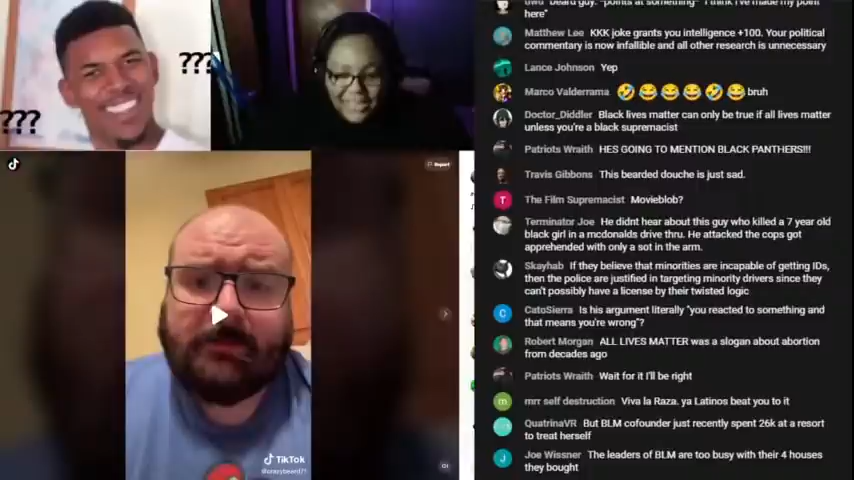 ???
???
Report
TikTok
@crazybeard71
here"
Matthew Lee KKK joke grants you intelligence +100. Your political
commentary is now infallible and all other research is unnecessary
Lance Johnson Yep
Marco Valderrama 🤣😂😂😂🤣😂 bruh
Doctor_Diddler Black lives matter can only be true if all lives matter
unless you're a black supremacist
Patriots Wraith HES GOING TO MENTION BLACK PANTHERS!!!
Travis Gibbons This bearded douche is just sad.
T The Film Supremacist Movieblob?
Terminator Joe He didnt hear about this guy who killed a 7 year old
black girl in a mcdonalds drive thru. He attacked the cops got
apprehended with only a sot in the arm.
Skayhab If they believe that minorities are incapable of getting IDs,
then the police are justified in targeting minority drivers since they
can't possibly have a license by their twisted logic
C CatoSierra Is his argument literally "you reacted to something and
that means you're wrong"?
Robert Morgan ALL LIVES MATTER was a slogan about abortion
from decades ago
Patriots Wraith Wait for it I'll be right
m mrr self destruction Viva la Raza. ya Latinos beat you to it
QuatrinaVR But BLM cofounder just recently spent 26k at a resort
to treat herself
J Joe Wissner The leaders of BLM are too busy with their 4 houses
they bought